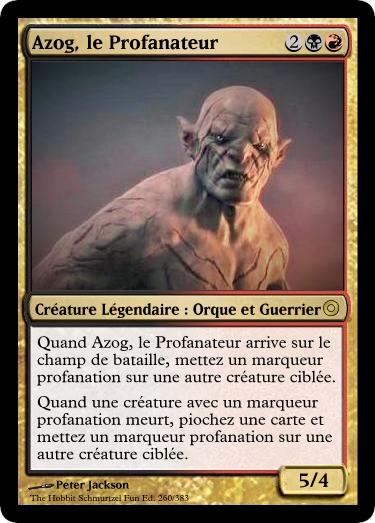 Azog, le Profanateur 2
Créature Légendaire : Orque et Guerrier
Quand Azog, le Profanateur arrive sur le
champ de bataille, mettez un marqueur
profanation sur une autre créature ciblée.
Quand une créature avec un marqueur
profanation meurt, piochez une carte et
mettez un marqueur profanation sur une
autre créature ciblée.
5/4
Peter Jackson
The Hobbit Schmurtzel Fun Ed. 260/383